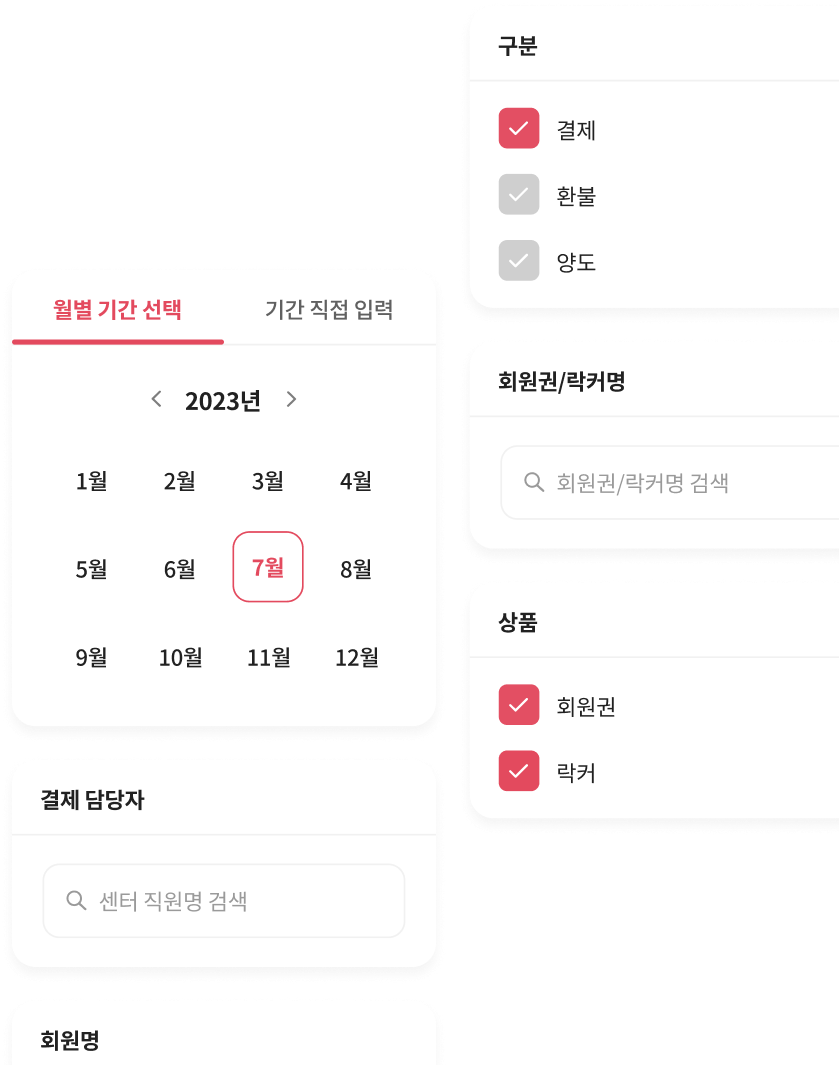 월별 기간 선택
기간 직접 입력
2023년
1월 2월 3월 4월
5월 6월 7월 8월
9월 10월 11월 12월
결제 담당자
센터 직원명 검색
회원명
구분
결제
환불
양도
회원권/락커명
회원권/락커명 검색
상품
회원권
락커